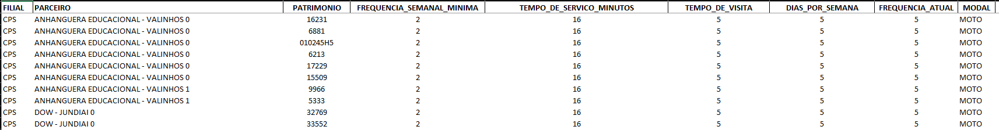 FILIAL PARCEIRO PATRIMONIO FREQUENCIA_SEMANAL_MINIMA TEMPO_DE_SERVICO_MINUTOS TEMPO_DE_VISITA DIAS_POR_SEMANA FREQUENCIA_ATUAL MODAL
CPS ANHANGUERA EDUCACIONAL - VALINHOS 0 16231 2 16 5 5 5 MOTO
CPS ANHANGUERA EDUCACIONAL - VALINHOS 0 6881 2 16 5 5 5 MOTO
CPS ANHANGUERA EDUCACIONAL - VALINHOS 0 010245H5 2 16 5 5 5 MOTO
CPS ANHANGUERA EDUCACIONAL - VALINHOS 0 6213 2 16 5 5 5 MOTO
CPS ANHANGUERA EDUCACIONAL - VALINHOS 0 17229 2 16 5 5 5 MOTO
CPS ANHANGUERA EDUCACIONAL - VALINHOS 0 15509 2 16 5 5 5 MOTO
CPS ANHANGUERA EDUCACIONAL - VALINHOS 1 9966 2 16 5 5 5 MOTO
CPS ANHANGUERA EDUCACIONAL - VALINHOS 1 5333 2 16 5 5 5 MOTO
CPS DOW - JUNDIAI 0 32769 2 16 5 5 5 MOTO
CPS DOW - JUNDIAI 0 33552 2 16 5 5 5 MOTO